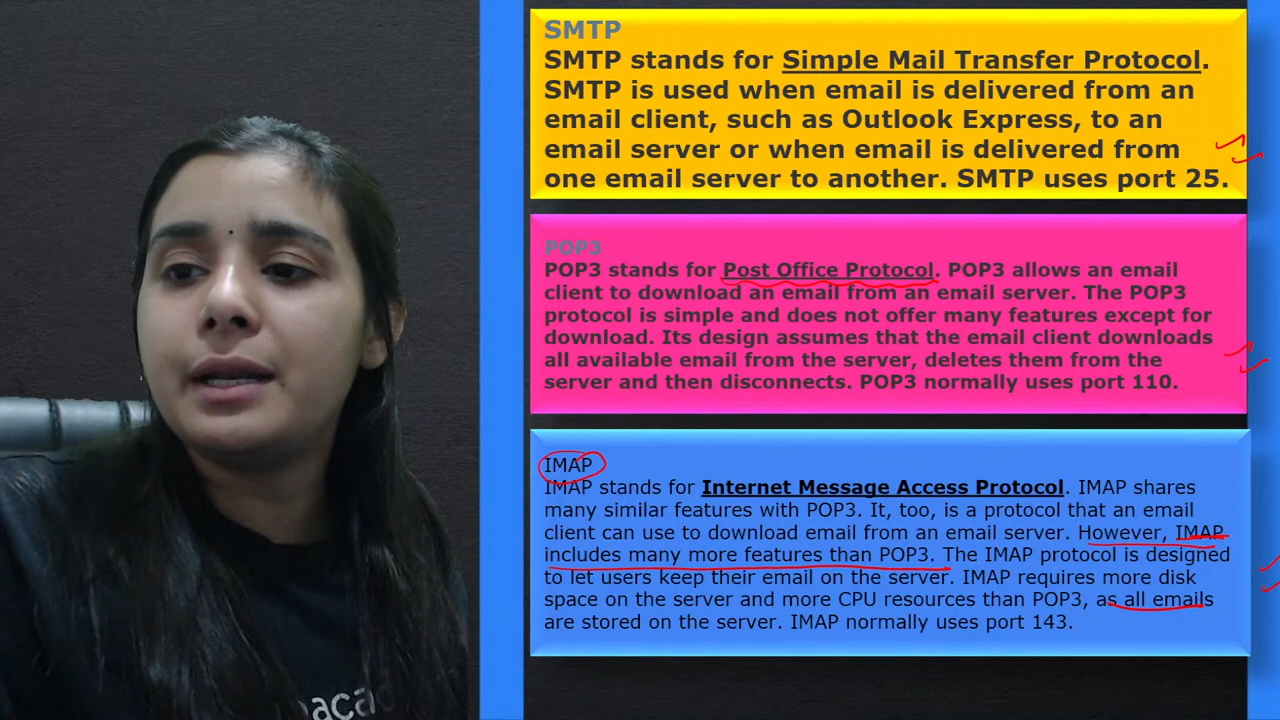 SMTP
SMTP stands for Simple Mail Transfer Protocol.
SMTP is used when email is delivered from an
email client, such as Outlook Express, to an
email server or when email is delivered from
one email server to another. SMTP uses port 25.
POP3
POP3 stands for Post Office Protocol. POP3 allows an email
client to download an email from an email server. The POP3
protocol is simple and does not offer many features except for
download. Its design assumes that the email client downloads
all available email from the server, deletes them from the
server and then disconnects. POP3 normally uses port 110.
IMAP
IMAP stands for Internet Message Access Protocol. IMAP shares
many similar features with POP3. It, too, is a protocol that an email
client can use to download email from an email server. However, IMAP
includes many more features than POP3. The IMAP protocol is designed
to let users keep their email on the server. IMAP requires more disk
space on the server and more CPU resources than POP3, as all emails
are stored on the server. IMAP normally uses port 143.